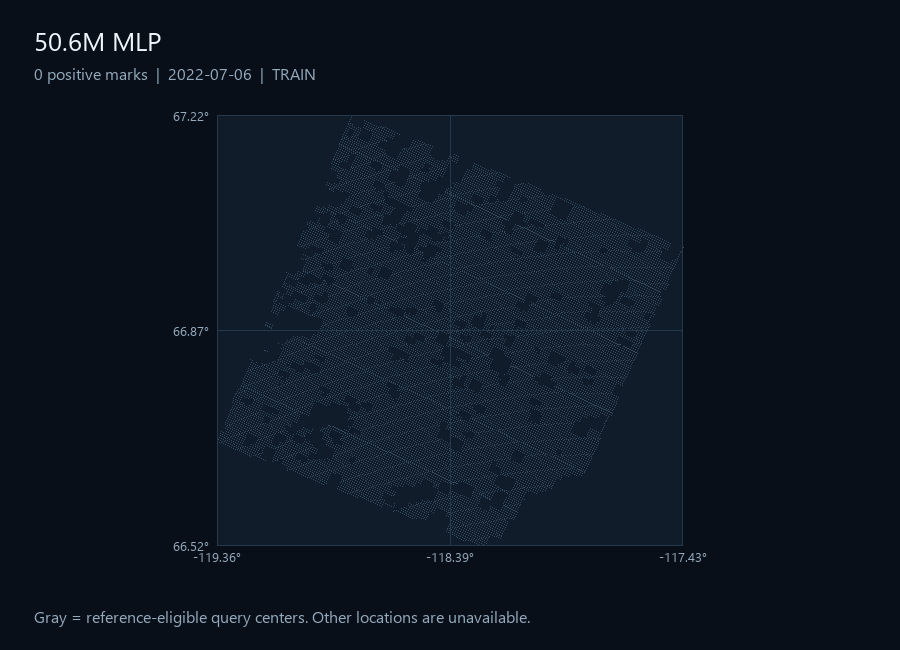 50.6M MLP
0 positive marks | 2022-07-06 | TRAIN
67.22°
66.87°
66.52°
-119.36°
-118.39°
-117.43°
Gray = reference-eligible query centers. Other locations are unavailable.